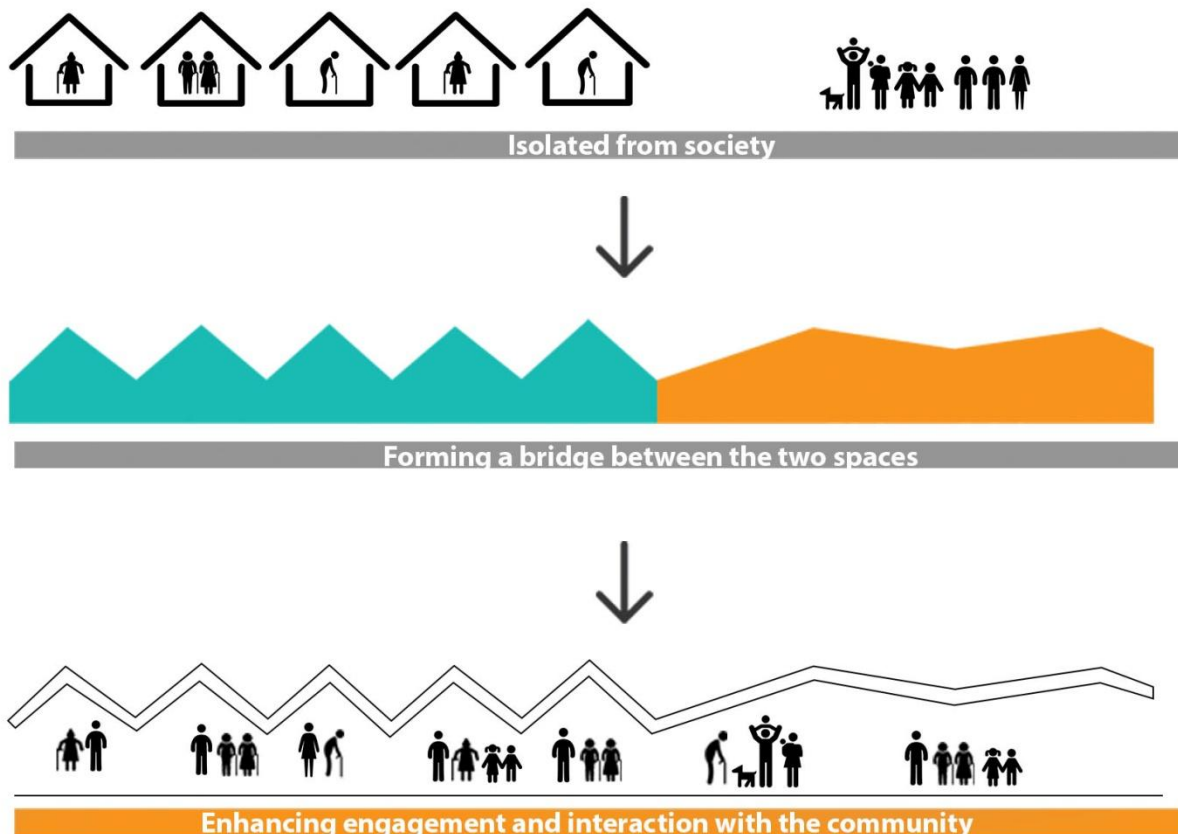 Isolated from society
Forming a bridge between the two spaces
Enhancing engagement and interaction with the community